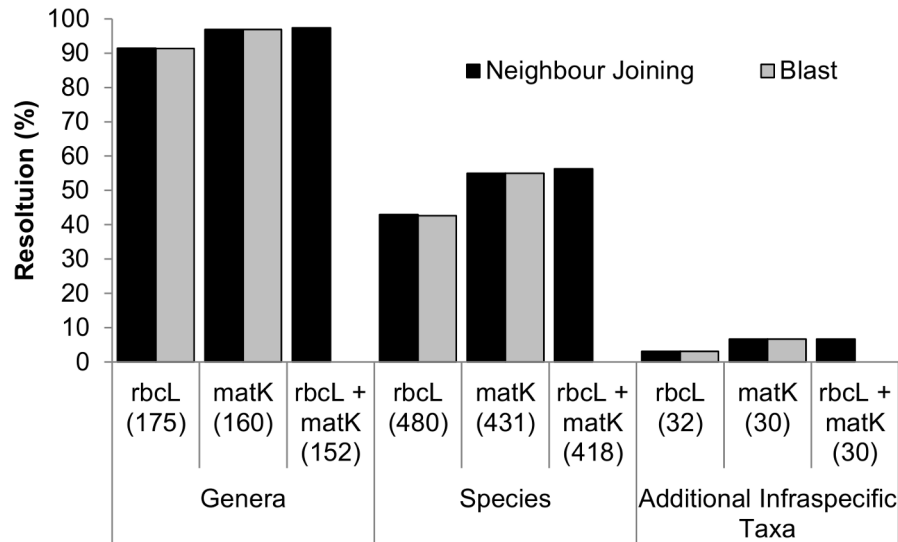 100
90
80
70
60
50
40
30
20
10
0
Resoltuion (%)
Neighbour Joining
Blast
rbcL
(175)
matK
(160)
rbcL +
matK
(152)
rbcL
(480)
matK
(431)
rbcL +
matK
(418)
rbcL
(32)
matK
(30)
rbcL +
matK
(30)
Genera
Species
Additional Infraspecific
Taxa